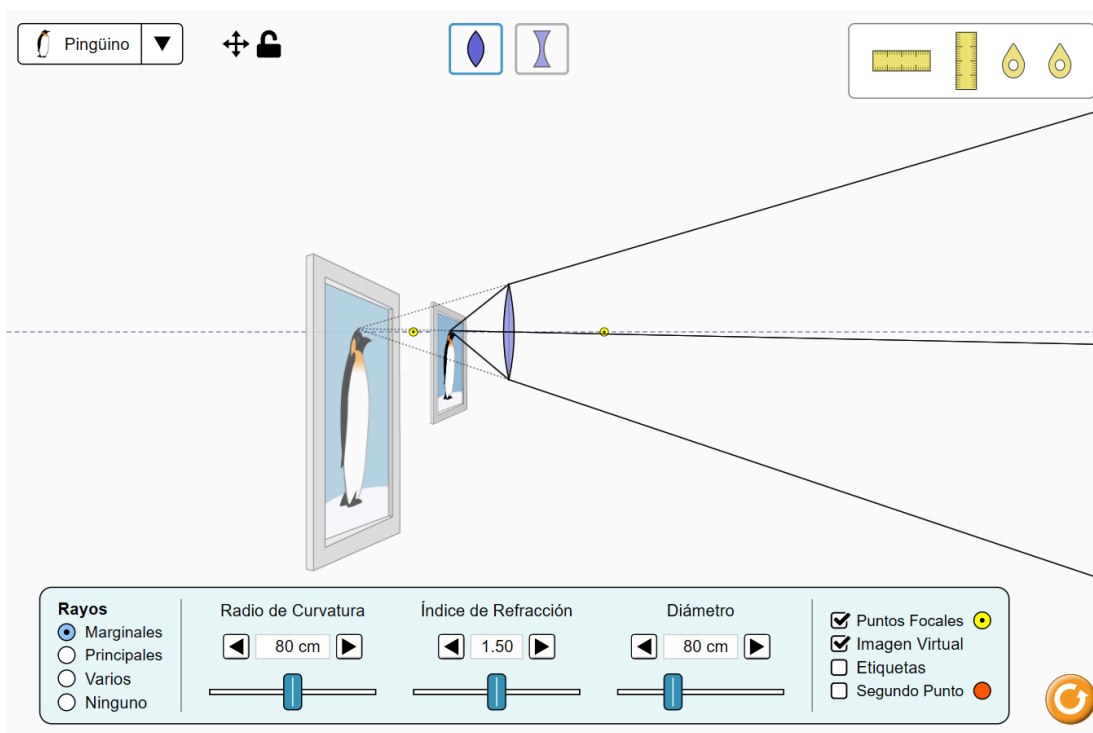 Pingüino
Rayos
Marginales
Principales
Varios
Ninguno
Radio de Curvatura
80 cm
Índice de Refracción
1.50
Diámetro
80 cm
Puntos Focales
Imagen Virtual
Etiquetas
Segundo Punto